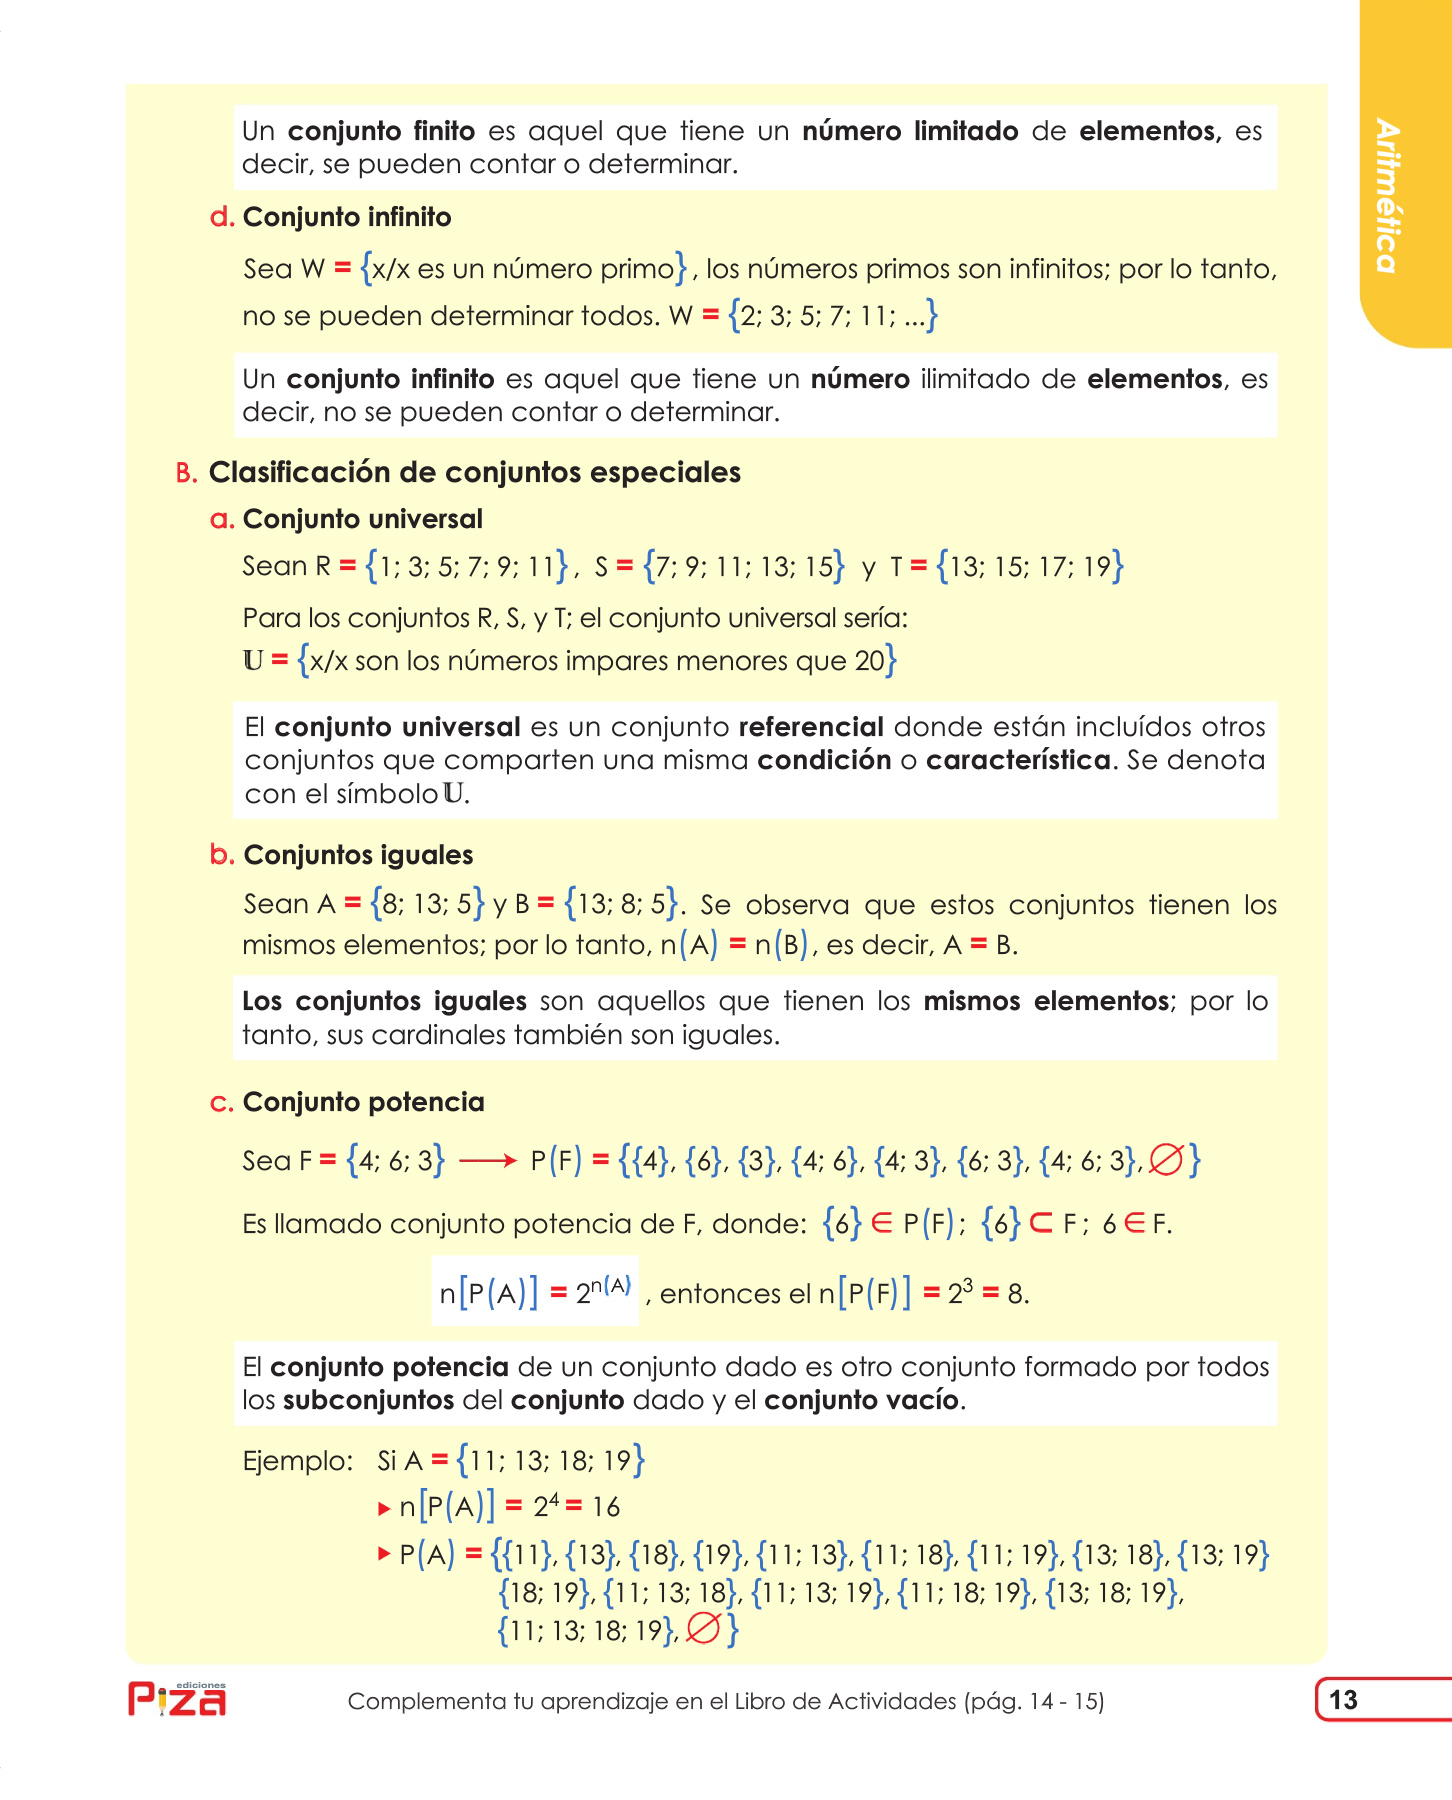 Aritmética
Un conjunto finito es aquel que tiene un número limitado de elementos, es
decir, se pueden contar o determinar.
d. Conjunto infinito
Sea W = {x/x es un número primo}, los números primos son infinitos; por lo tanto,
no se pueden determinar todos. W = {2; 3; 5; 7; 11; ...}
Un conjunto infinito es aquel que tiene un número ilimitado de elementos, es
decir, no se pueden contar o determinar.
B. Clasificación de conjuntos especiales
a. Conjunto universal
Sean R = {1; 3; 5; 7; 9; 11}, S = {7; 9; 11; 13; 15} y T = {13; 15; 17; 19}
Para los conjuntos R, S, y T; el conjunto universal sería:
𝕌 = {x/x son los números impares menores que 20}
El conjunto universal es un conjunto referencial donde están incluídos otros
conjuntos que comparten una misma condición o característica. Se denota
con el símbolo 𝕌.
b. Conjuntos iguales
Sean A = {8; 13; 5} y B = {13; 8; 5}. Se observa que estos conjuntos tienen los
mismos elementos; por lo tanto, n(A) = n(B), es decir, A = B.
Los conjuntos iguales son aquellos que tienen los mismos elementos; por lo
tanto, sus cardinales también son iguales.
c. Conjunto potencia
Sea F = {4; 6; 3} ⟶ P(F) = {{4}, {6}, {3}, {4; 6}, {4; 3}, {6; 3}, {4; 6; 3}, ∅}
Es llamado conjunto potencia de F, donde: {6} ∈ P(F); {6} ⊂ F; 6 ∈ F.
n[P(A)] = 2ⁿ⁽ᴬ⁾, entonces el n[P(F)] = 2³ = 8.
El conjunto potencia de un conjunto dado es otro conjunto formado por todos
los subconjuntos del conjunto dado y el conjunto vacío.
Ejemplo: Si A = {11; 13; 18; 19}
▶ n[P(A)] = 2⁴ = 16
▶ P(A) = {{11}, {13}, {18}, {19}, {11; 13}, {11; 18}, {11; 19}, {13; 18}, {13; 19}
{18; 19}, {11; 13; 18}, {11; 13; 19}, {11; 18; 19}, {13; 18; 19},
{11; 13; 18; 19}, ∅}
ediciones
Piza
Complementa tu aprendizaje en el Libro de Actividades (pág. 14 - 15)
13